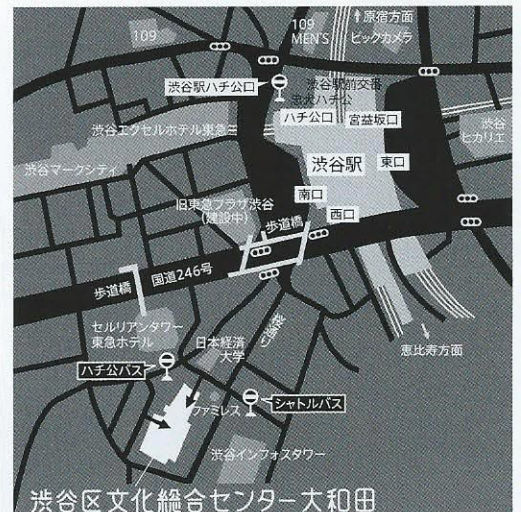 109
109
MEN'S
↑原宿方面
ビックカメラ
渋谷駅ハチ公口
渋谷駅前交番
忠犬ハチ公
ハチ公口
宮益坂口
渋谷エクセルホテル東急
渋谷
ヒカリエ
渋谷マークシティ
渋谷駅
東口
南口
西口
旧東急プラザ渋谷
(建設中)
歩道橋
国道246号
歩道橋
セルリアンタワー
東急ホテル
日本経済
大学
桜通り
恵比寿方面
ハチ公バス
ファミレス
シャトルバス
渋谷インフォスタワー
渋谷区文化総合センター大和田